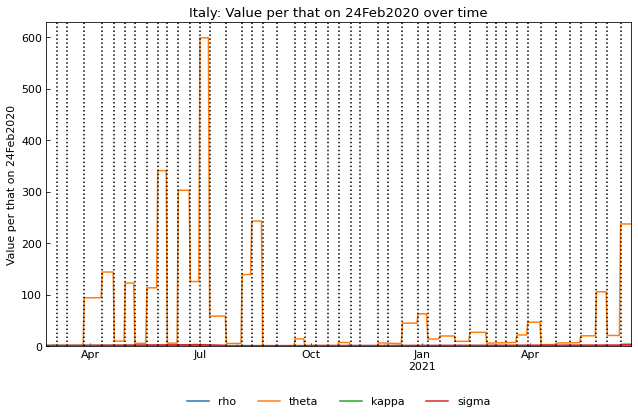 Italy: Value per that on 24Feb2020 over time
Value per that on 24Feb2020
600
500
400
300
200
100
0
Apr Jul Oct Jan Apr
2021
rho theta kappa sigma